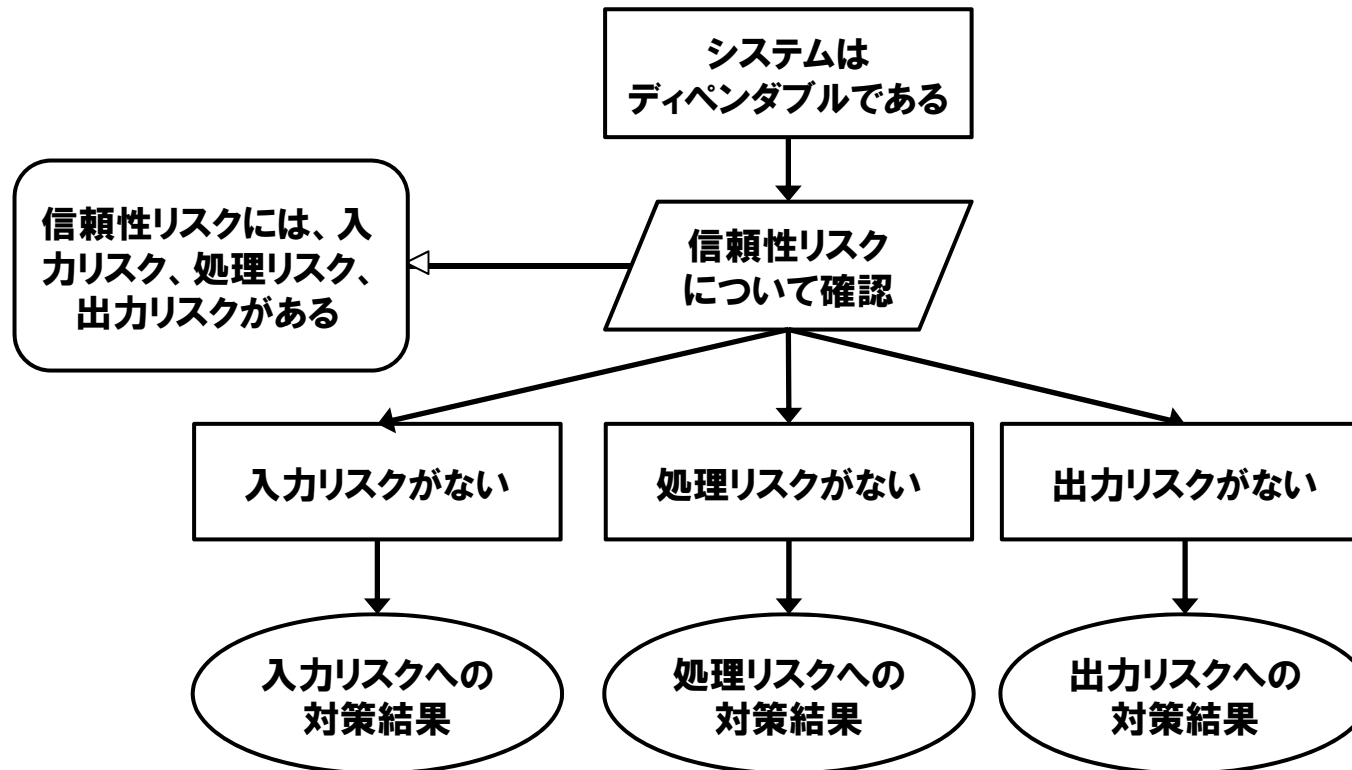 システムは
ディペンダブルである
信頼性リスクには、入
力リスク、処理リスク、
出力リスクがある
信頼性リスク
について確認
入力リスクがない
処理リスクがない
出力リスクがない
入力リスクへの
対策結果
処理リスクへの
対策結果
出力リスクへの
対策結果